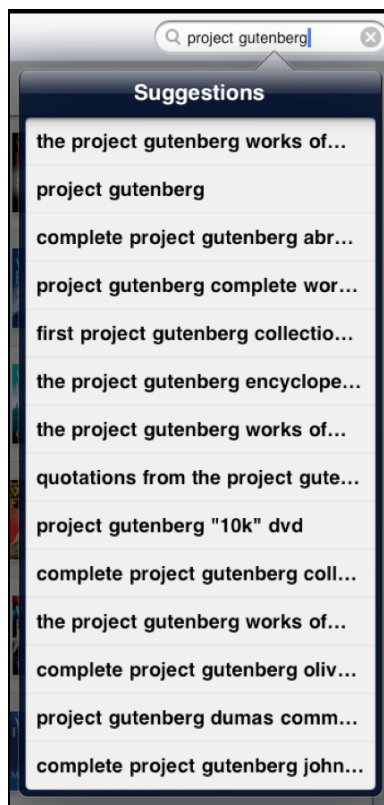 project gutenberg
Suggestions
the project gutenberg works of...
project gutenberg
complete project gutenberg abr...
project gutenberg complete wor...
first project gutenberg collectio...
the project gutenberg encyclope...
the project gutenberg works of...
quotations from the project gute...
project gutenberg "10k" dvd
complete project gutenberg coll...
the project gutenberg works of...
complete project gutenberg oliv...
project gutenberg dumas comm...
complete project gutenberg john...